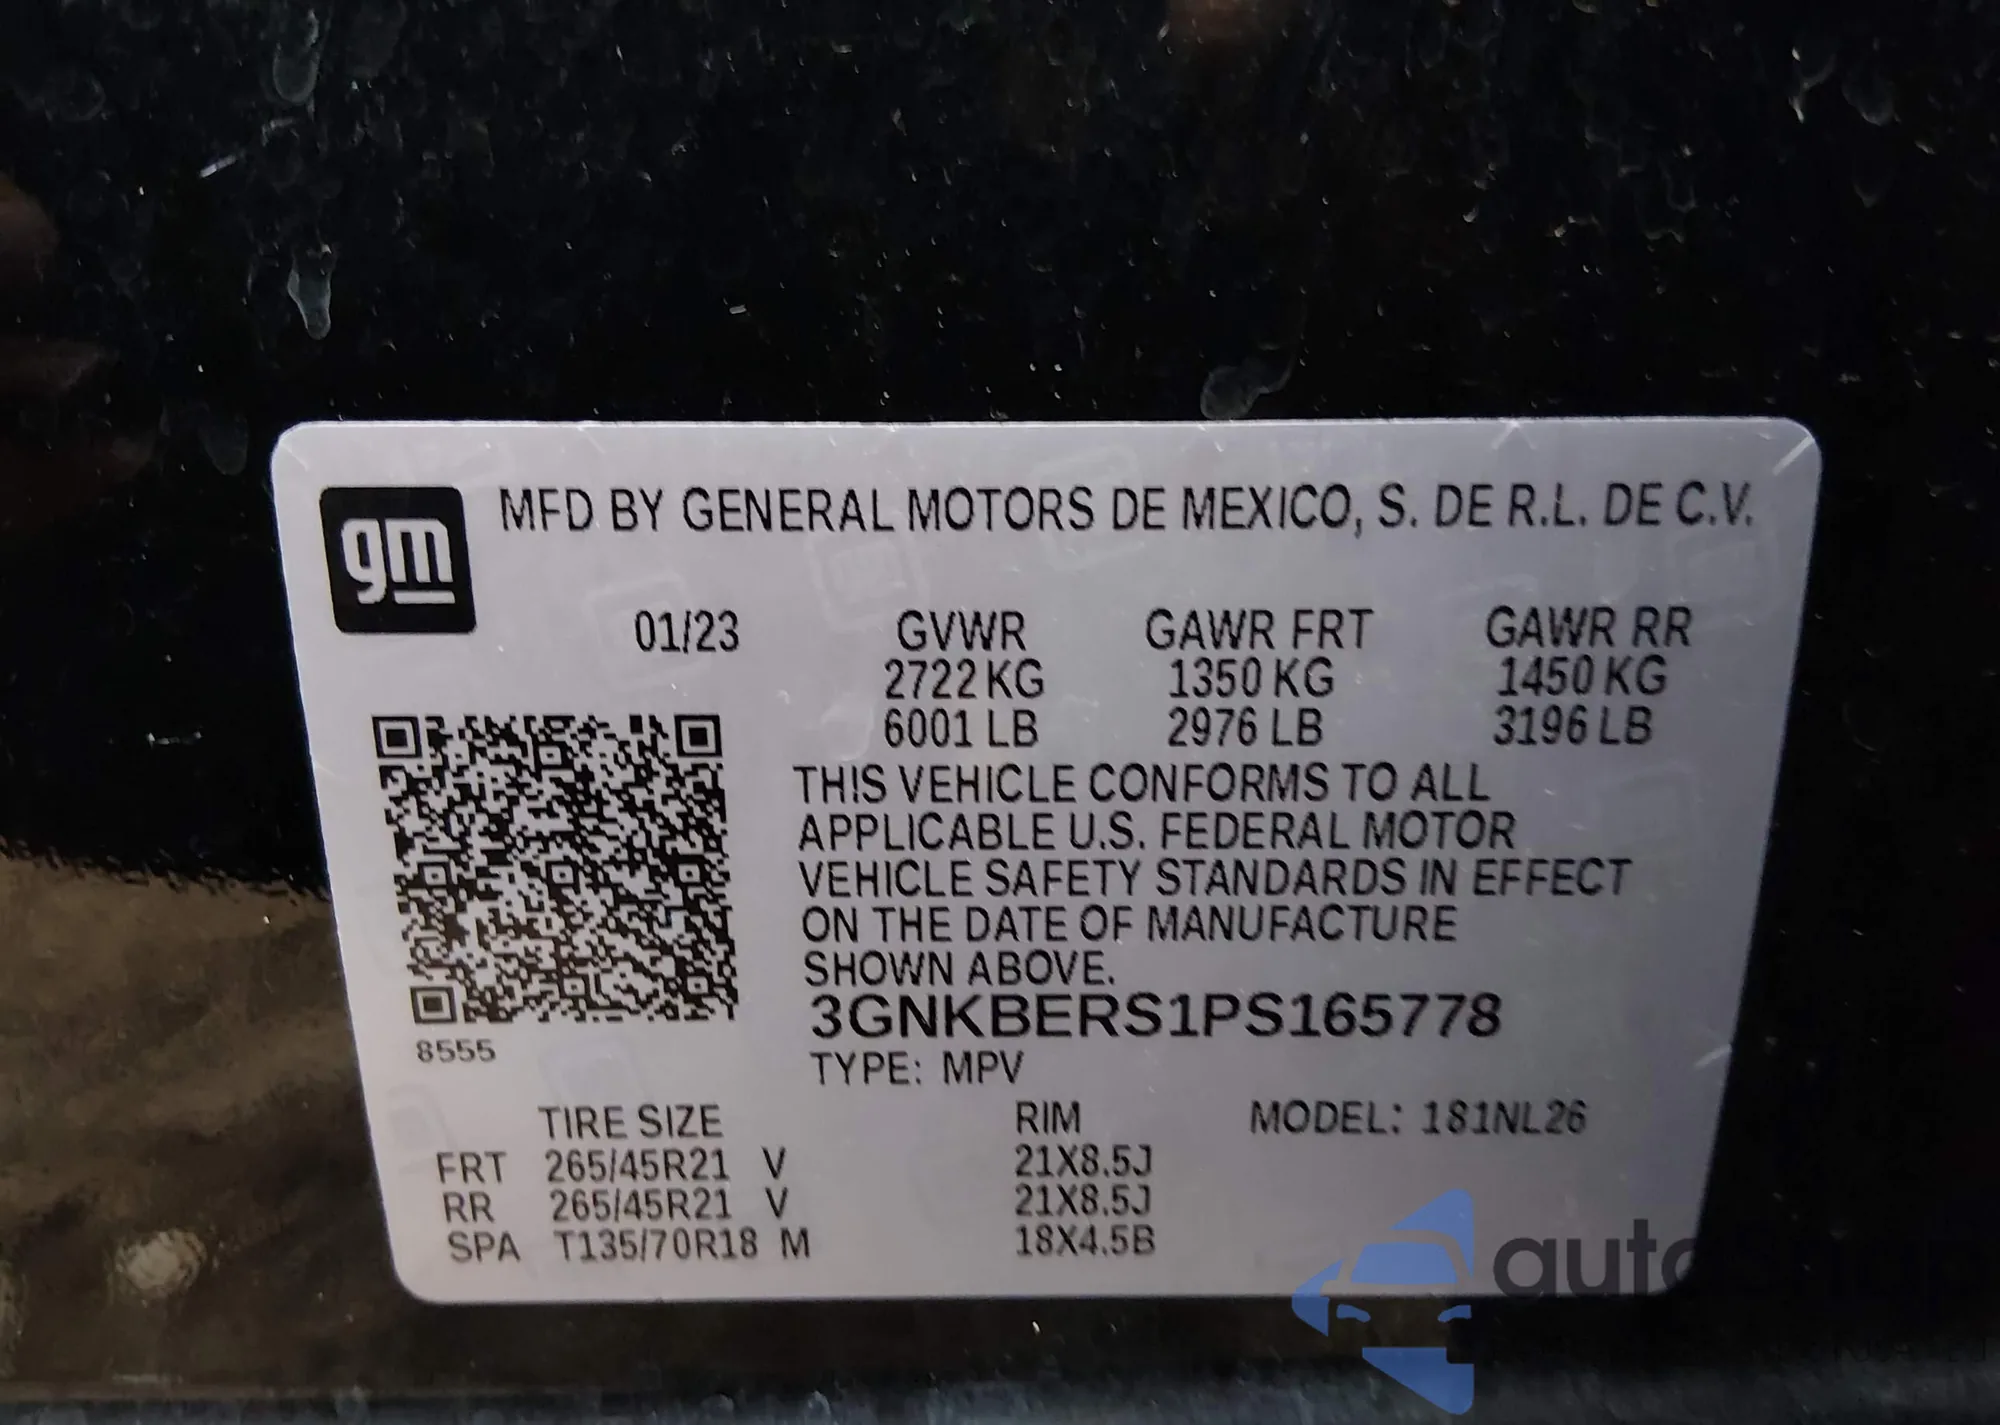 gm
MFD BY GENERAL MOTORS DE MEXICO, S. DE R.L. DE C.V.
01/23 GVWR GAWR FRT GAWR RR
2722 KG 1350 KG 1450 KG
6001 LB 2976 LB 3196 LB
THIS VEHICLE CONFORMS TO ALL
APPLICABLE U.S. FEDERAL MOTOR
VEHICLE SAFETY STANDARDS IN EFFECT
ON THE DATE OF MANUFACTURE
SHOWN ABOVE.
3GNKBERS1PS165778
8555
TYPE: MPV
TIRE SIZE RIM MODEL: 181NL26
FRT 265/45R21 V 21X8.5J
RR 265/45R21 V 21X8.5J
SPA T135/70R18 M 18X4.5B